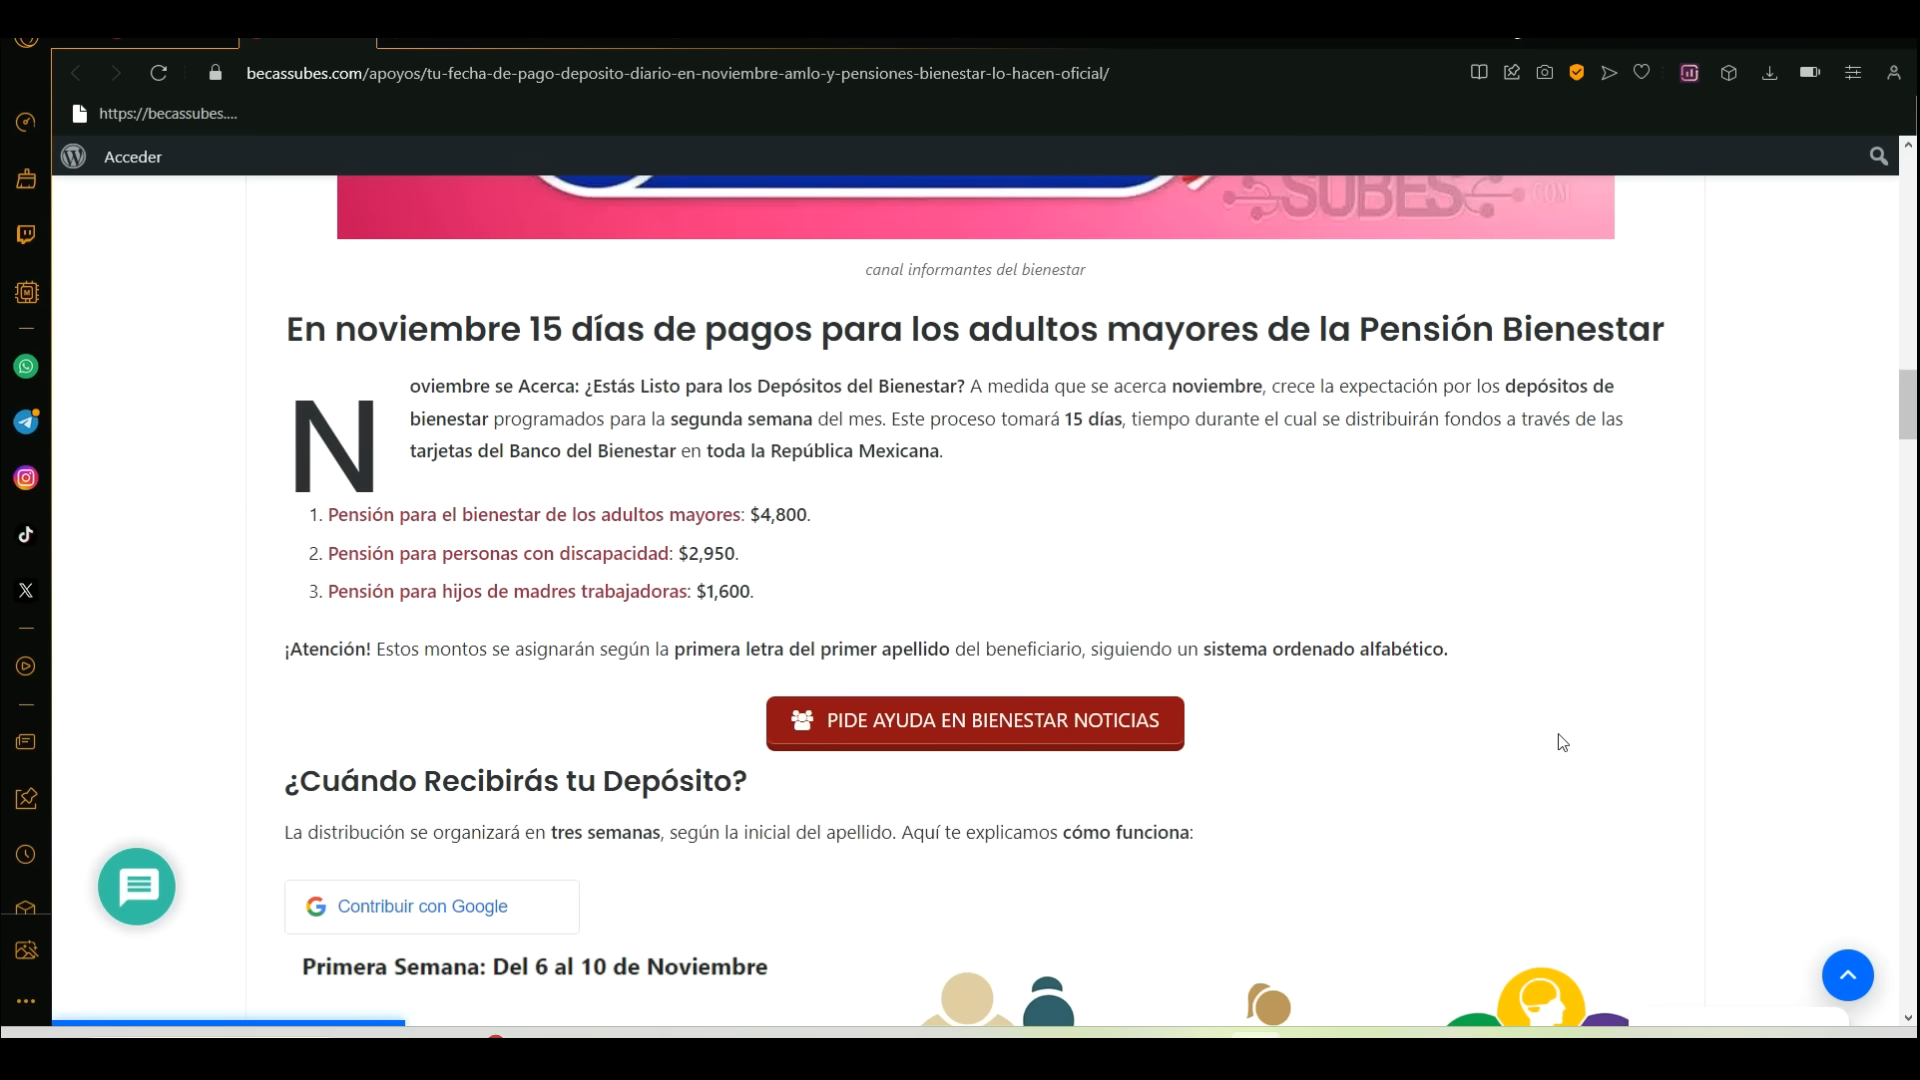 becassubes.com/apoyos/tu-fecha-de-pago-deposito-diario-en-noviembre-amlo-y-pensiones-bienestar-lo-hacen-oficial/
https://becassubes....
Acceder
SUBES
.COM
canal informantes del bienestar
En noviembre 15 días de pagos para los adultos mayores de la Pensión Bienestar
Noviembre se Acerca: ¿Estás Listo para los Depósitos del Bienestar? A medida que se acerca noviembre, crece la expectación por los depósitos de
bienestar programados para la segunda semana del mes. Este proceso tomará 15 días, tiempo durante el cual se distribuirán fondos a través de las
tarjetas del Banco del Bienestar en toda la República Mexicana.
1. Pensión para el bienestar de los adultos mayores: $4,800.
2. Pensión para personas con discapacidad: $2,950.
3. Pensión para hijos de madres trabajadoras: $1,600.
¡Atención! Estos montos se asignarán según la primera letra del primer apellido del beneficiario, siguiendo un sistema ordenado alfabético.
PIDE AYUDA EN BIENESTAR NOTICIAS
¿Cuándo Recibirás tu Depósito?
La distribución se organizará en tres semanas, según la inicial del apellido. Aquí te explicamos cómo funciona:
Contribuir con Google
Primera Semana: Del 6 al 10 de Noviembre